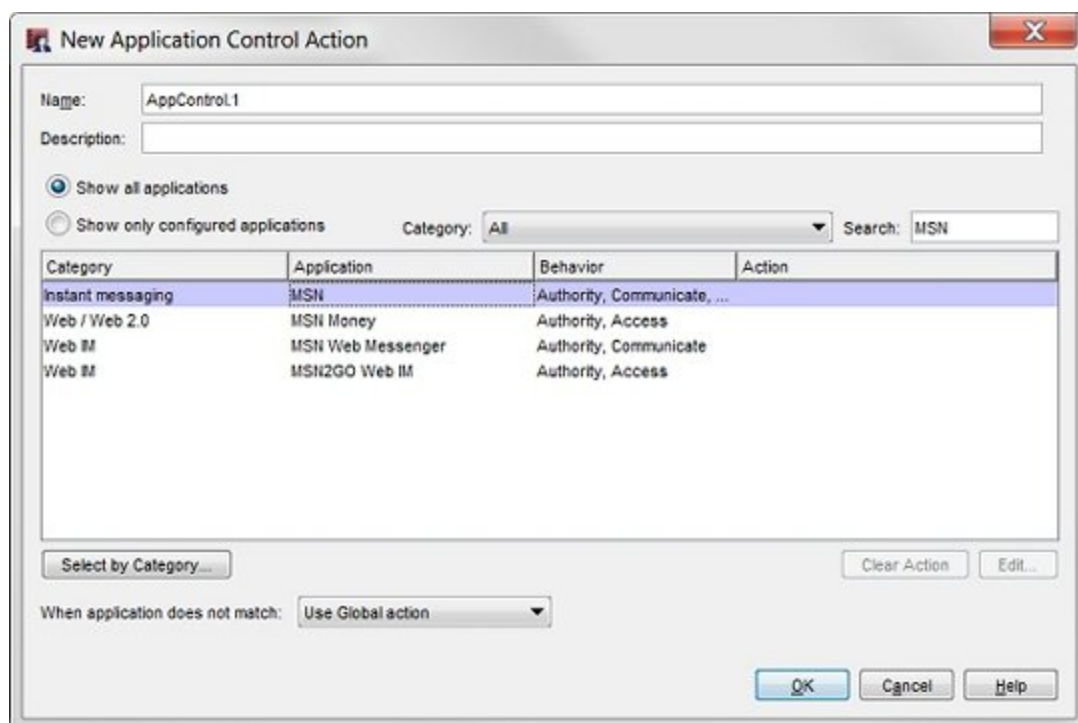 New Application Control Action
Name: AppControl.1
Description:
Show all applications
Show only configured applications Category: All Search: MSN
Category Application Behavior Action
Instant messaging MSN Authority, Communicate, ...
Web / Web 2.0 MSN Money Authority, Access
Web IM MSN Web Messenger Authority, Communicate
Web IM MSN2GO Web IM Authority, Access
Select by Category... Clear Action Edit...
When application does not match: Use Global action
OK Cancel Help